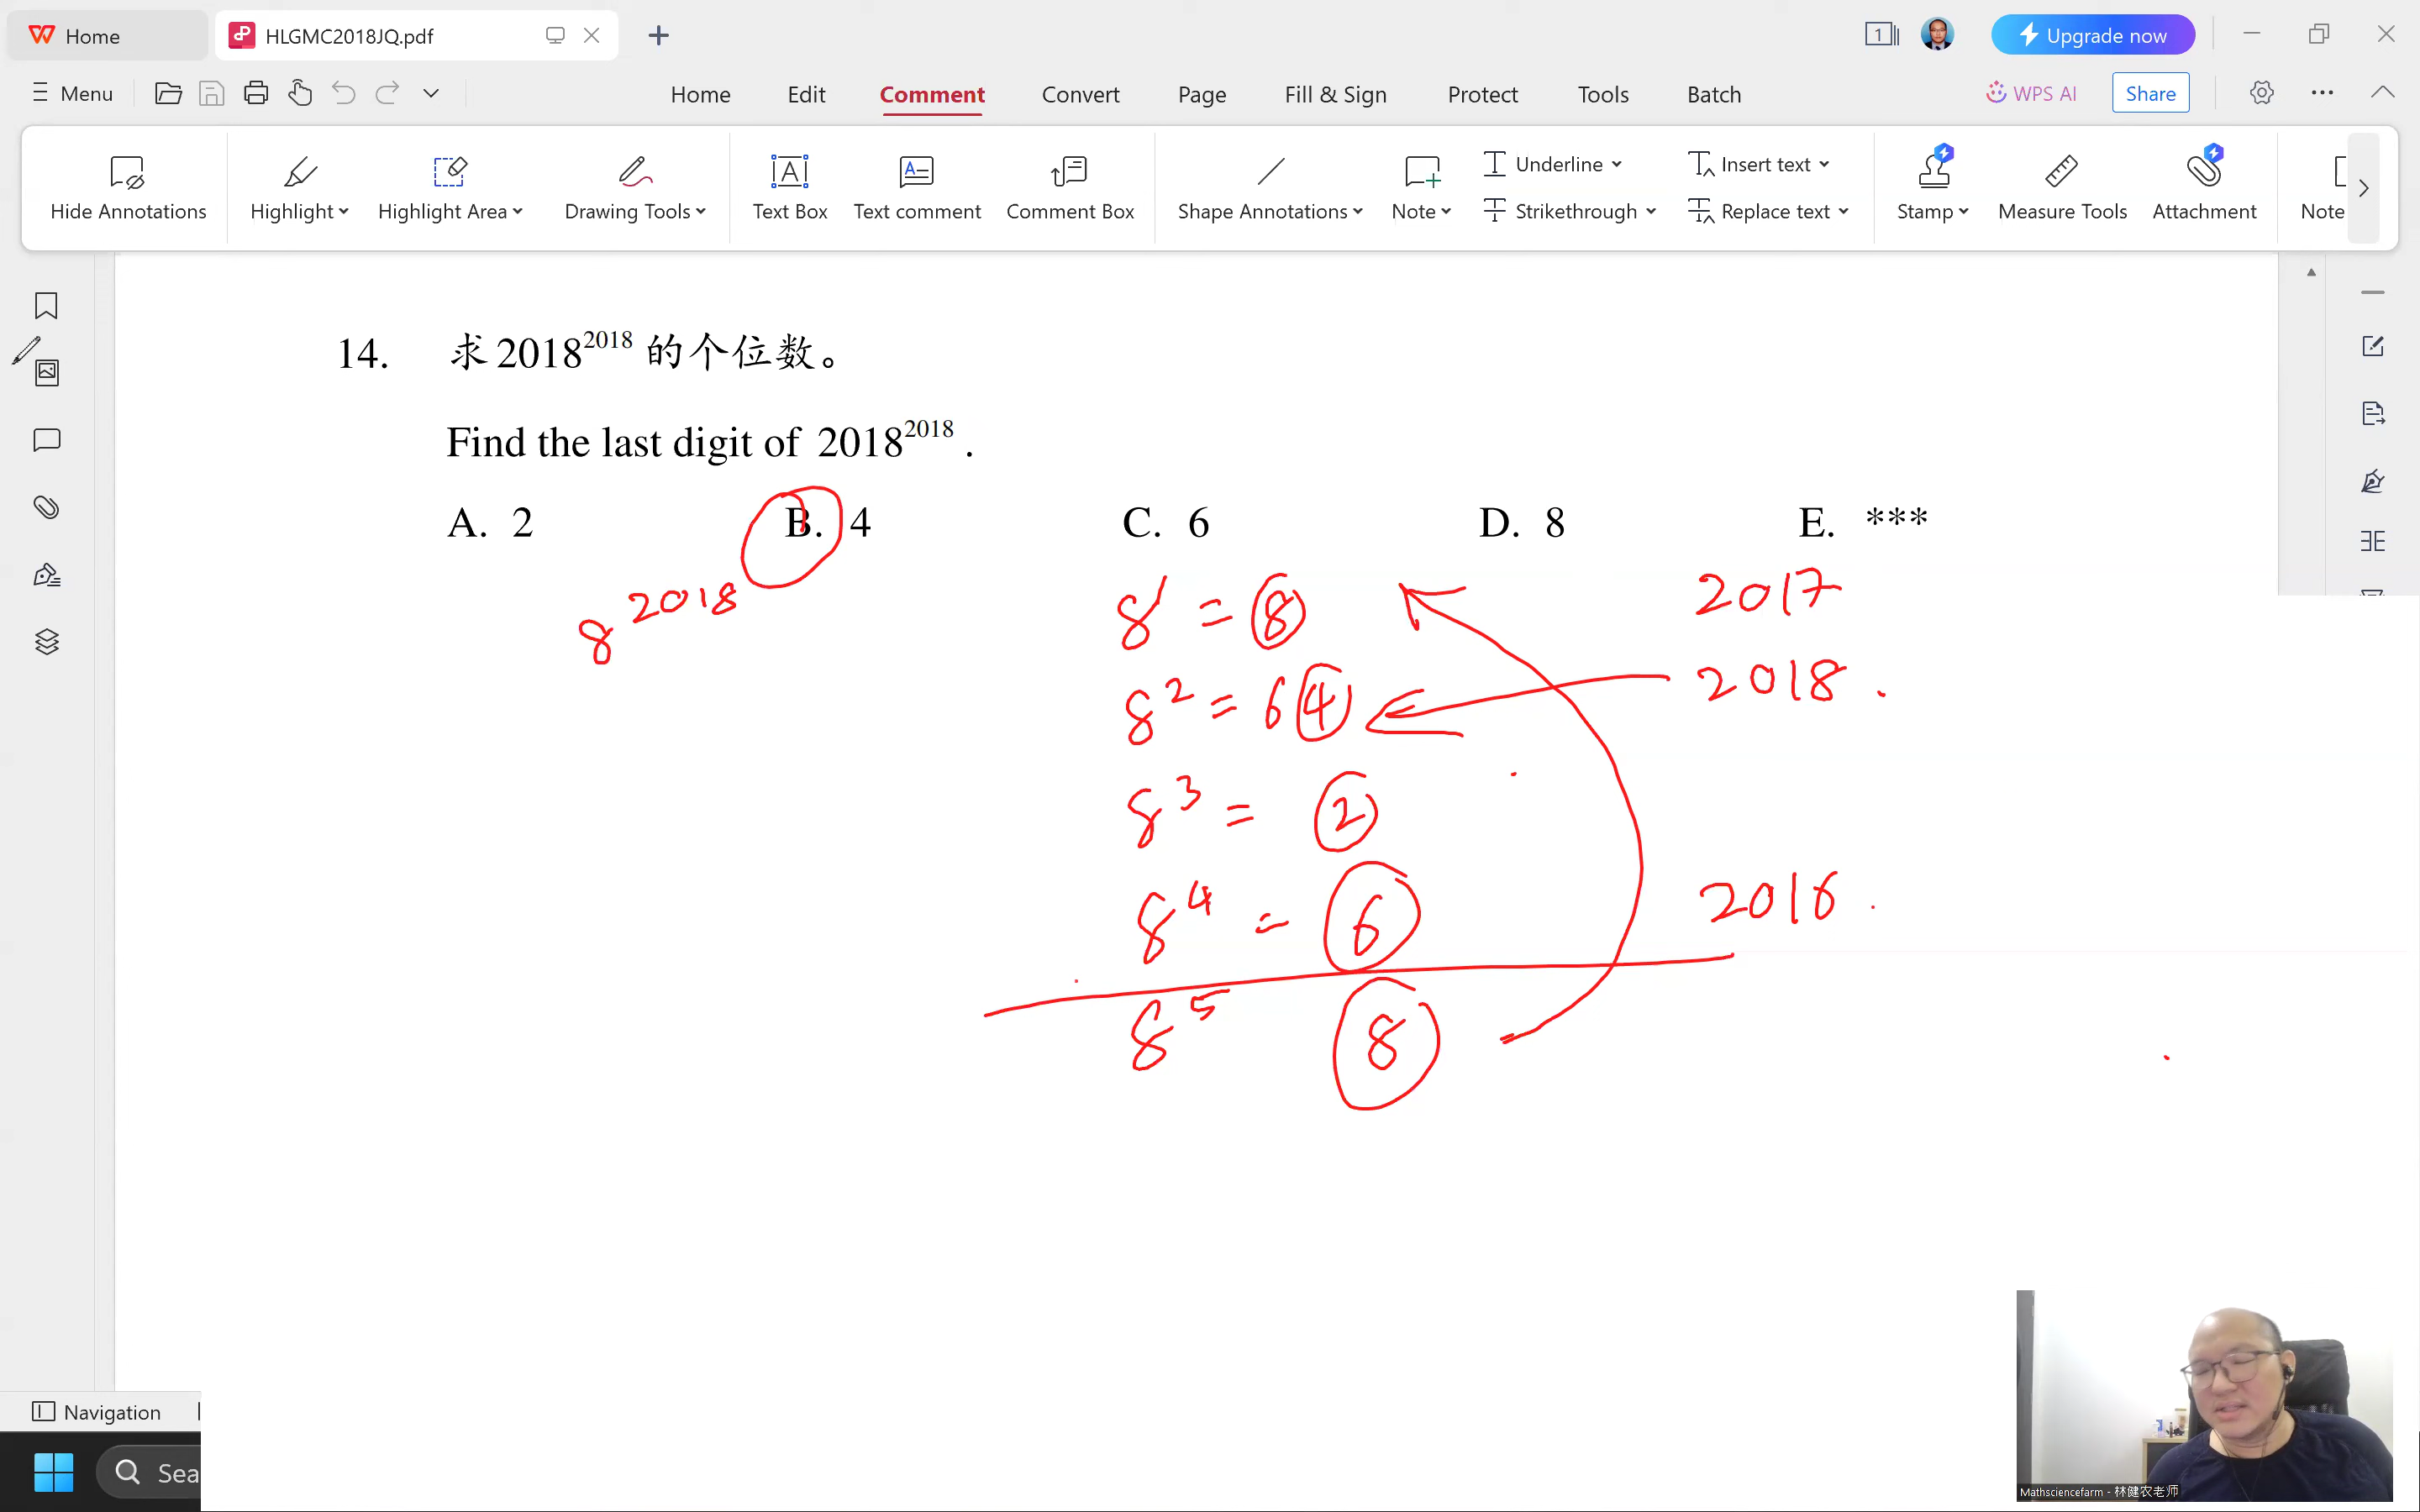 Home
HLGMC2018JQ.pdf
1
Upgrade now
Menu
Home Edit Comment Convert Page Fill & Sign Protect Tools Batch
WPS AI
Share
Hide Annotations
Highlight
Highlight Area
Drawing Tools
Text Box
Text comment
Comment Box
Shape Annotations
Note
Underline
Strikethrough
Insert text
Replace text
Stamp
Measure Tools
Attachment
Note
14. 求 2018^2018 的个位数。
Find the last digit of 2018^2018 .
A. 2 B. 4 C. 6 D. 8 E. ***
8^2018
8^1 = 8 2017
8^2 = 64 2018 .
8^3 = 2
8^4 = 6 2016 .
8^5 8
Navigation
Sea
Mathsciencefarm - 林健农老师